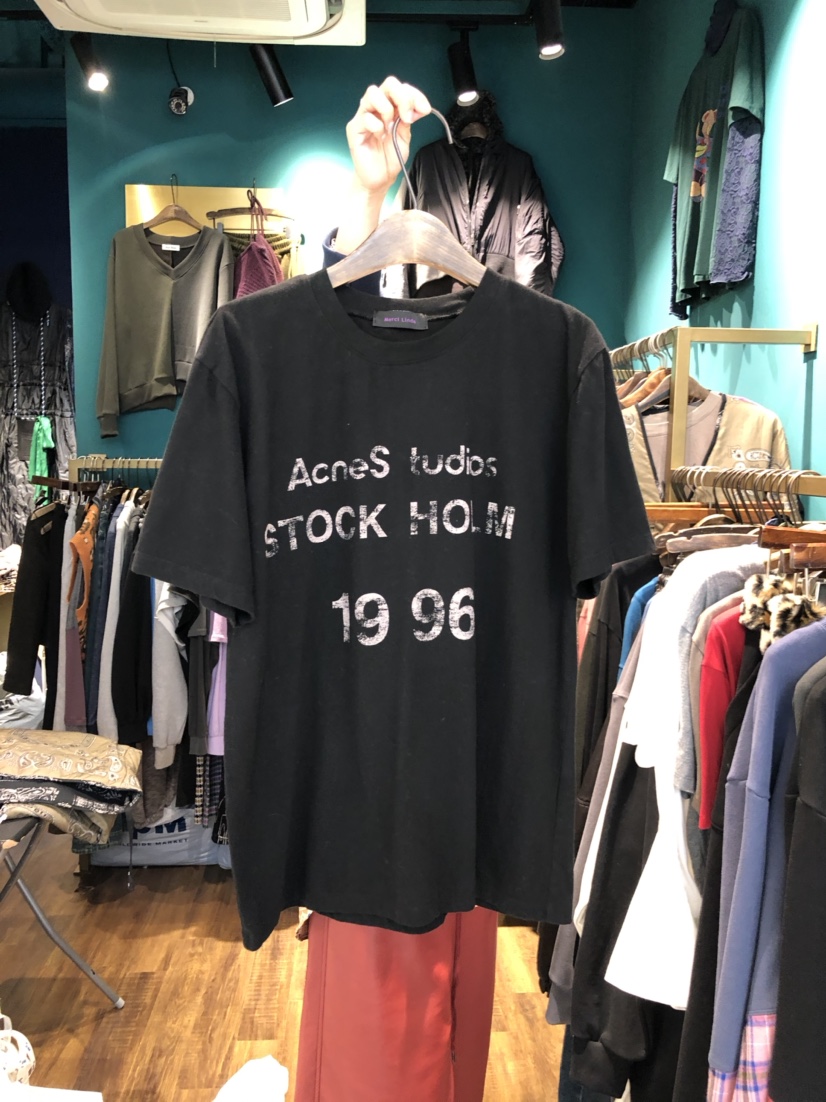 AcneS tudios
STOCK HOLM
19 96